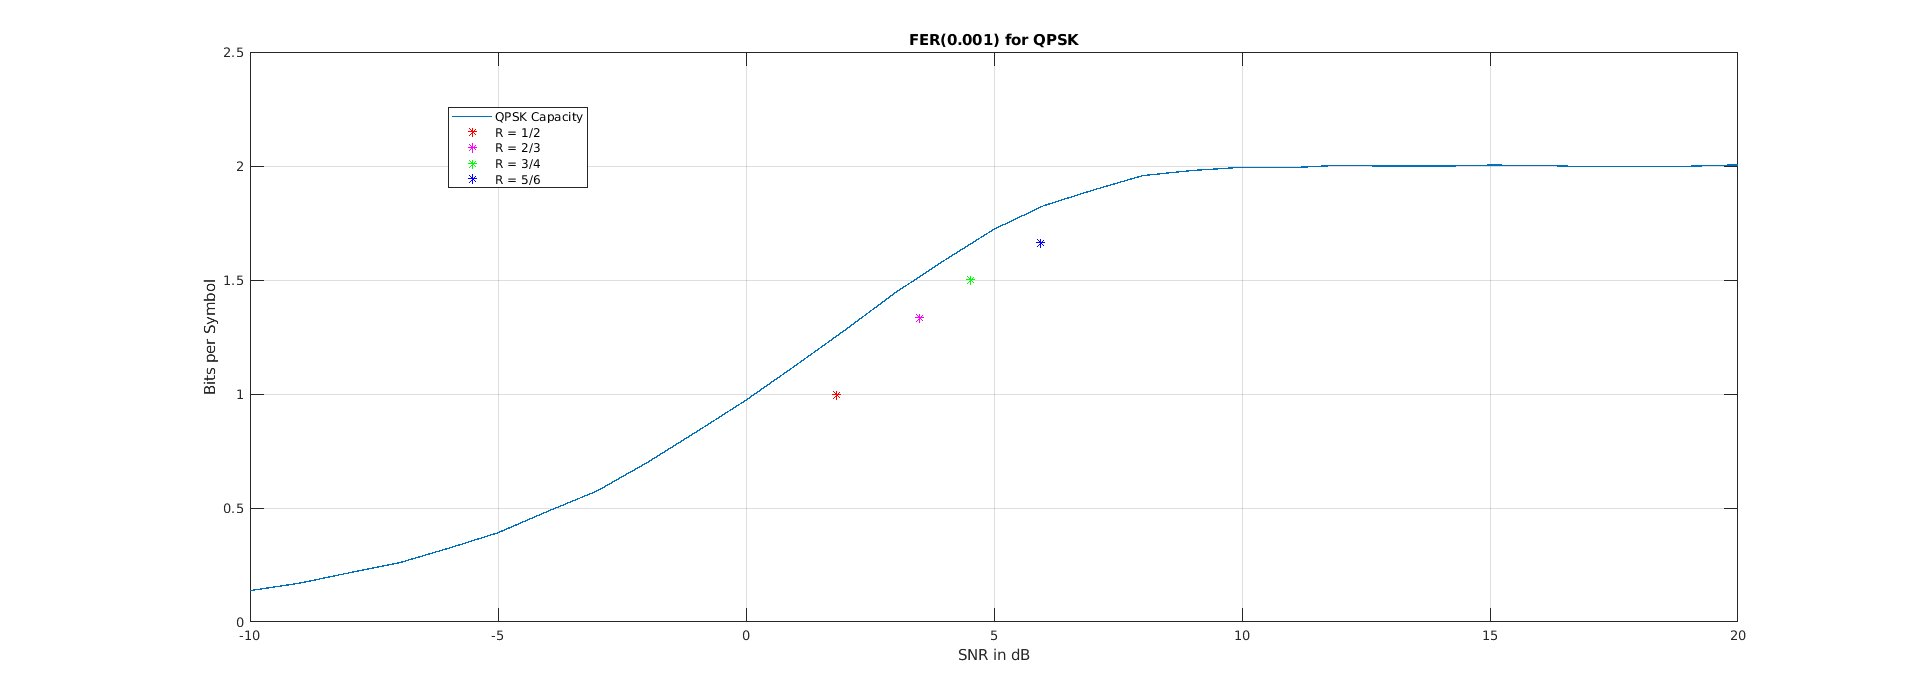 FER(0.001) for QPSK
2.5
2
1.5
1
0.5
0
Bits per Symbol
QPSK Capacity
R = 1/2
R = 2/3
R = 3/4
R = 5/6
-10 -5 0 5 10 15 20
SNR in dB